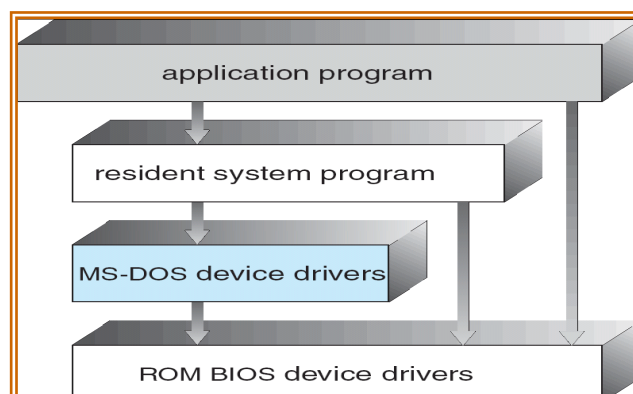 application program
resident system program
MS-DOS device drivers
ROM BIOS device drivers